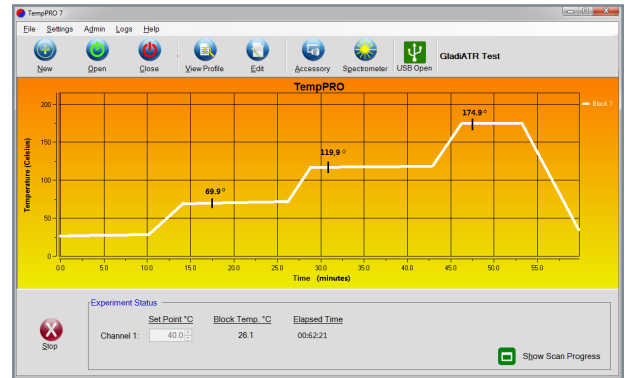 TempPRO 7
File Settings Admin Logs Help
New Open Close View Profile Edit Accessory Spectrometer USB Open GladiATR Test
TempPRO
Block 1
Temperature (Celsius)
200
150
100
50
0
69.9 °
119,9 °
174.9 °
0.0 5.0 10.0 15.0 20.0 25.0 30.0 35.0 40.0 45.0 50.0 55.0
Time (minutes)
Experiment Status
Set Point °C Block Temp. °C Elapsed Time
Channel 1: 40.0 26.1 00:62:21
Stop
Show Scan Progress